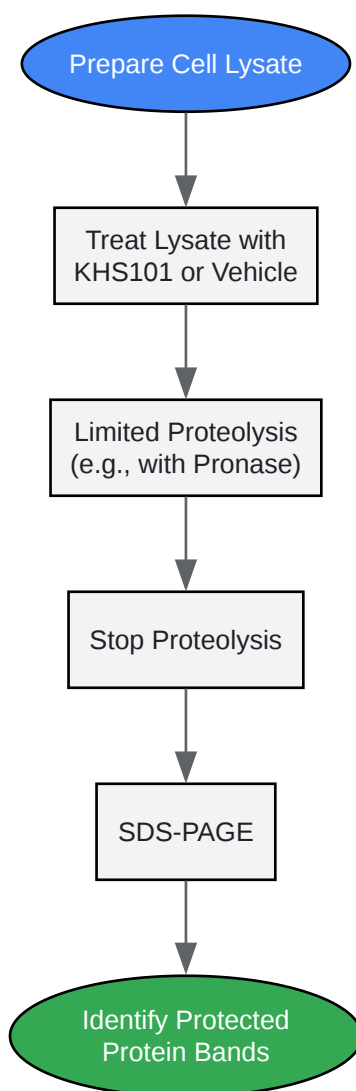 Prepare Cell Lysate
Treat Lysate with
KHS101 or Vehicle
Limited Proteolysis
(e.g., with Pronase)
Stop Proteolysis
SDS-PAGE
Identify Protected
Protein Bands